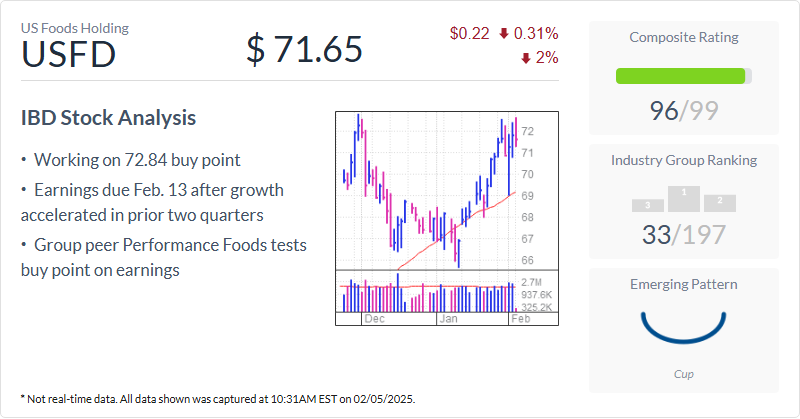 US Foods Holding
USFD
$ 71.65
$0.22 0.31%
2%
IBD Stock Analysis
• Working on 72.84 buy point
• Earnings due Feb. 13 after growth
accelerated in prior two quarters
• Group peer Performance Foods tests
buy point on earnings
72
71
70
69
68
67
66
2.7M
937.6K
325.2K
Dec
Jan
Feb
Composite Rating
96/99
Industry Group Ranking
3
1
2
33/197
Emerging Pattern
Cup
* Not real-time data. All data shown was captured at 10:31AM EST on 02/05/2025.